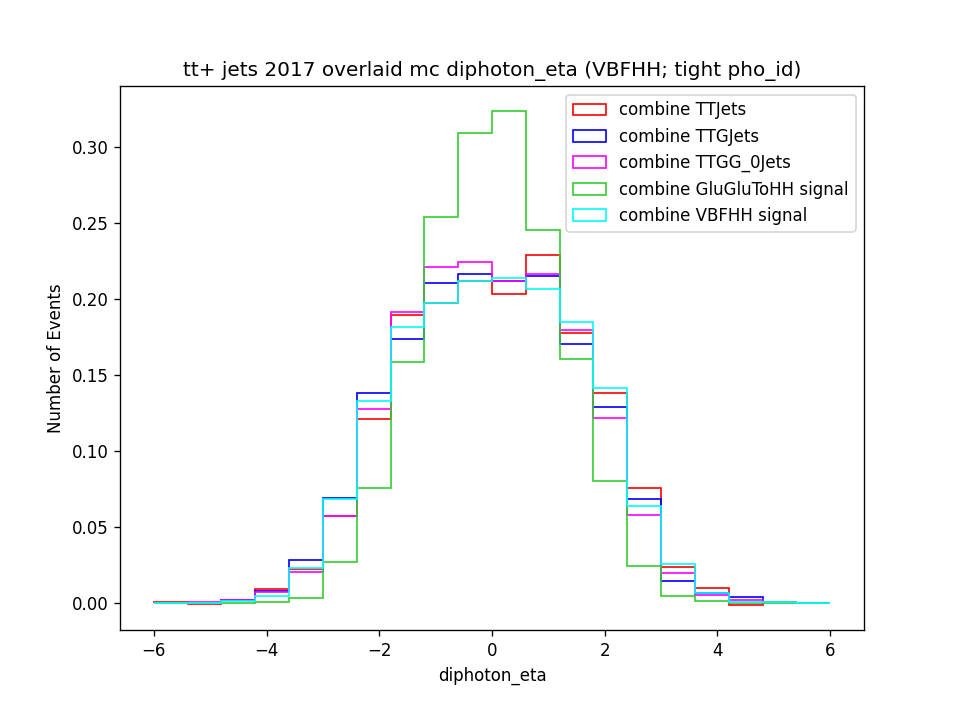 tt+ jets 2017 overlaid mc diphoton_eta (VBFHH; tight pho_id)
combine TTJets
combine TTGJets
combine TTGG_0Jets
combine GluGluToHH signal
combine VBFHH signal
Number of Events
0.30
0.25
0.20
0.15
0.10
0.05
0.00
−6 −4 −2 0 2 4 6
diphoton_eta